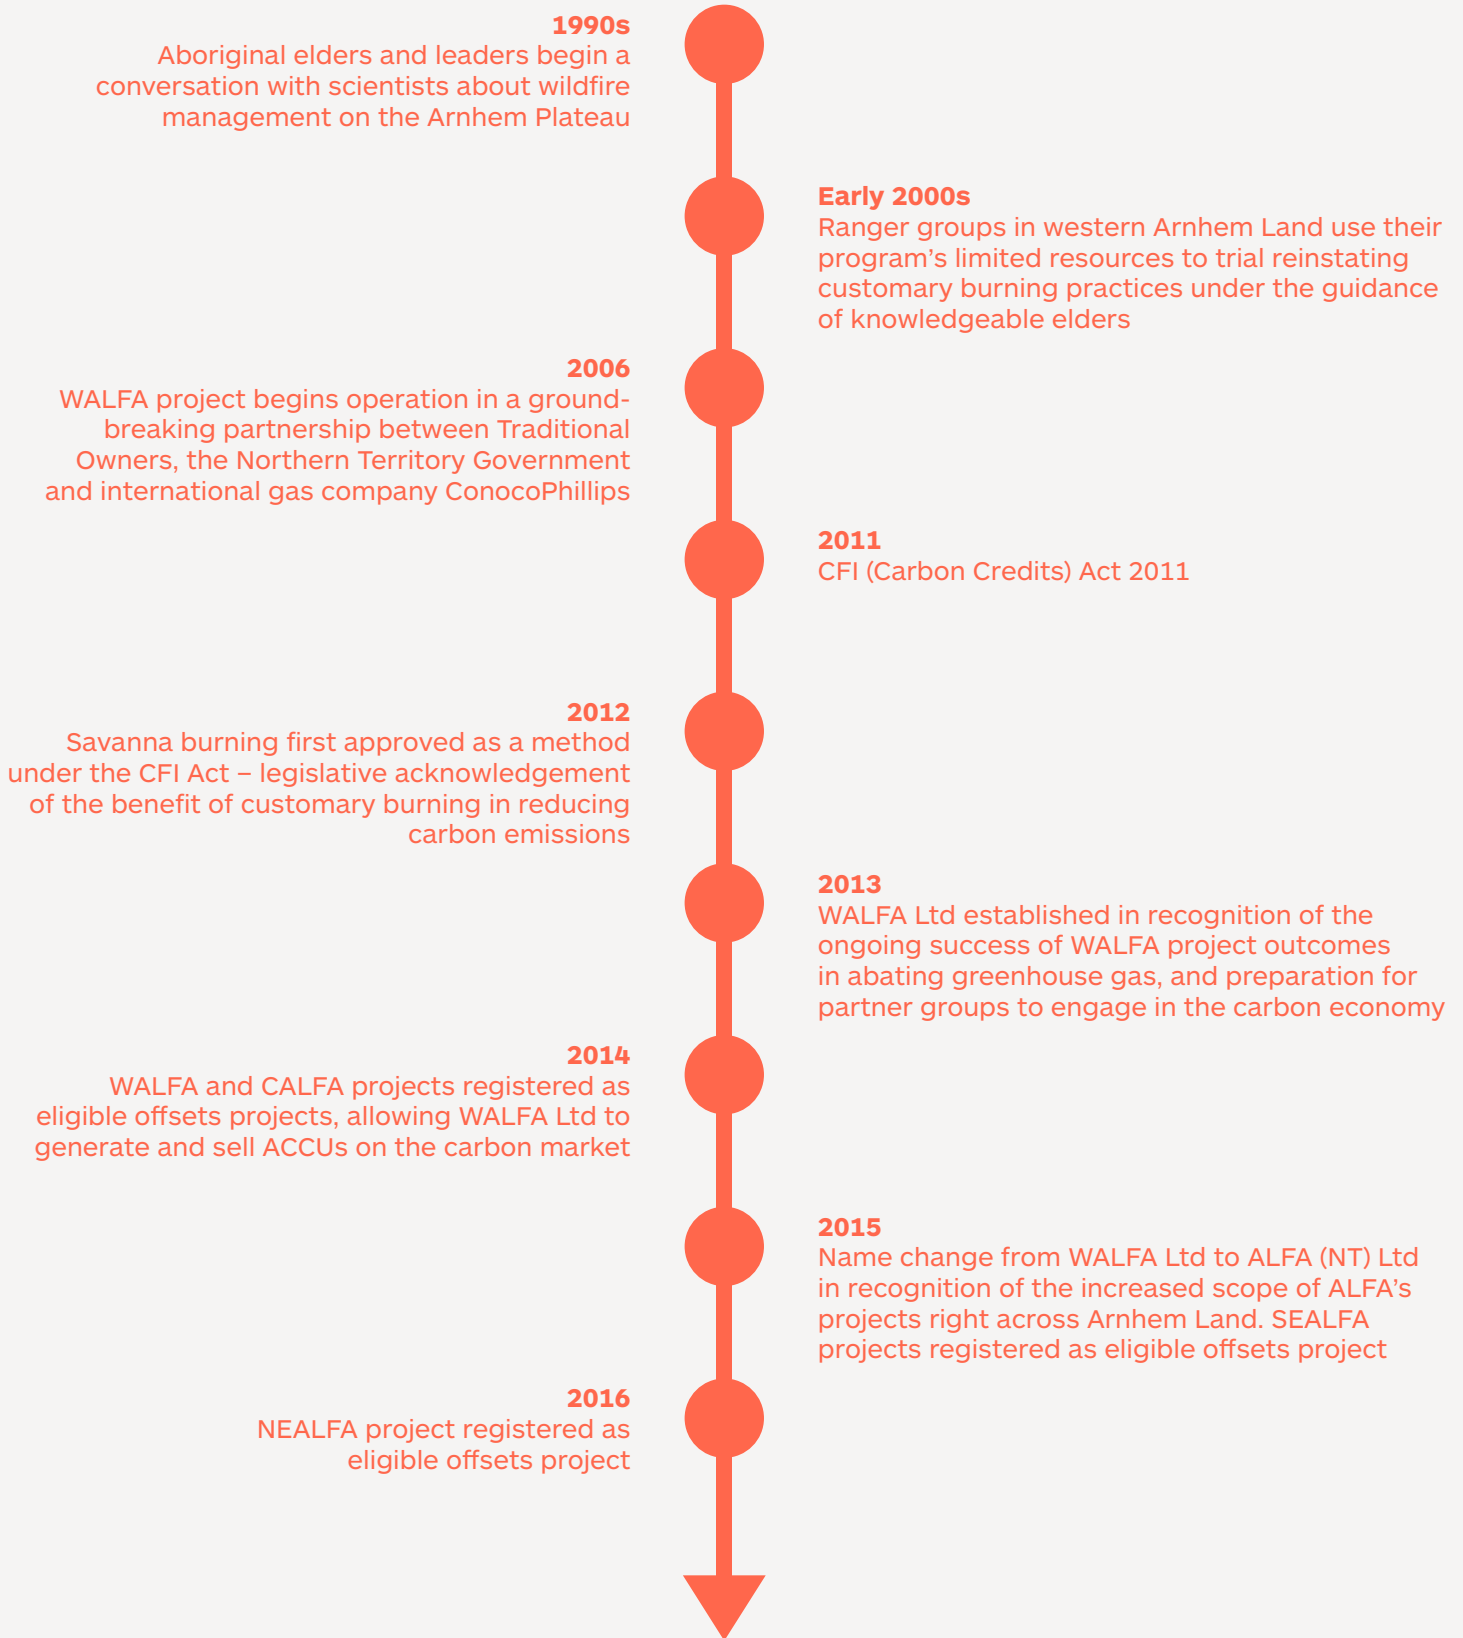 1990s
Aboriginal elders and leaders begin a
conversation with scientists about wildfire
management on the Arnhem Plateau
Early 2000s
Ranger groups in western Arnhem Land use their
program’s limited resources to trial reinstating
customary burning practices under the guidance
of knowledgeable elders
2006
WALFA project begins operation in a ground-
breaking partnership between Traditional
Owners, the Northern Territory Government
and international gas company ConocoPhillips
2011
CFI (Carbon Credits) Act 2011
2012
Savanna burning first approved as a method
under the CFI Act – legislative acknowledgement
of the benefit of customary burning in reducing
carbon emissions
2013
WALFA Ltd established in recognition of the
ongoing success of WALFA project outcomes
in abating greenhouse gas, and preparation for
partner groups to engage in the carbon economy
2014
WALFA and CALFA projects registered as
eligible offsets projects, allowing WALFA Ltd to
generate and sell ACCUs on the carbon market
2015
Name change from WALFA Ltd to ALFA (NT) Ltd
in recognition of the increased scope of ALFA’s
projects right across Arnhem Land. SEALFA
projects registered as eligible offsets project
2016
NEALFA project registered as
eligible offsets project